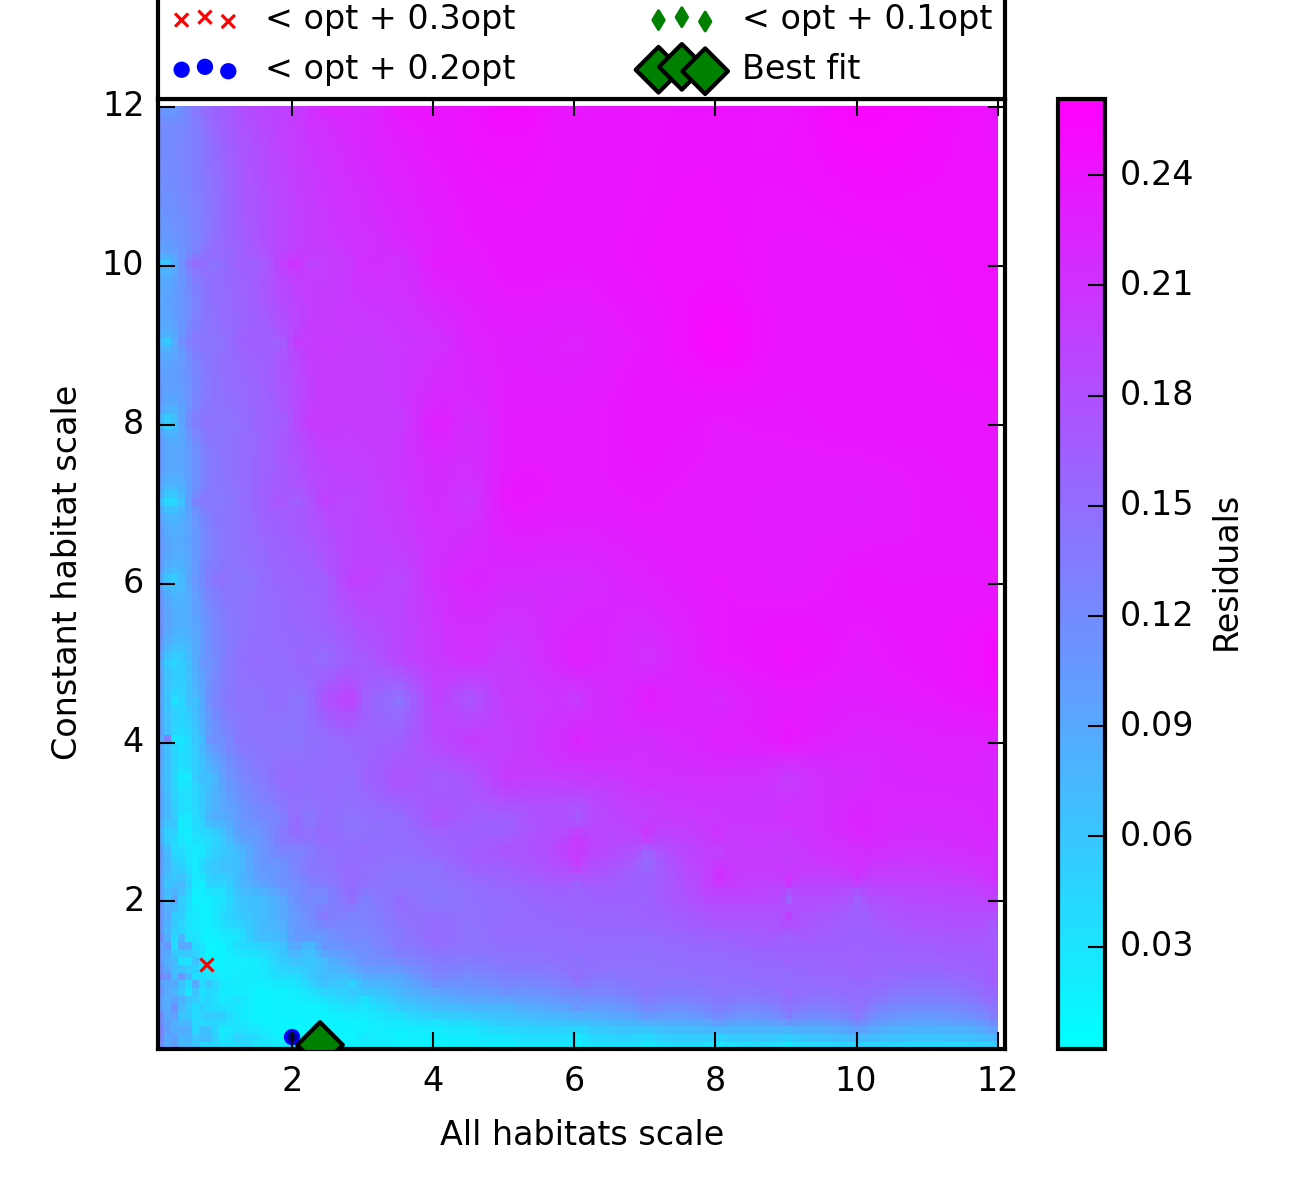 < opt + 0.3opt
< opt + 0.1opt
< opt + 0.2opt
Best fit
12
10
8
6
4
2
Constant habitat scale
2
4
6
8
10
12
All habitats scale
0.24
0.21
0.18
0.15
0.12
0.09
0.06
0.03
Residuals